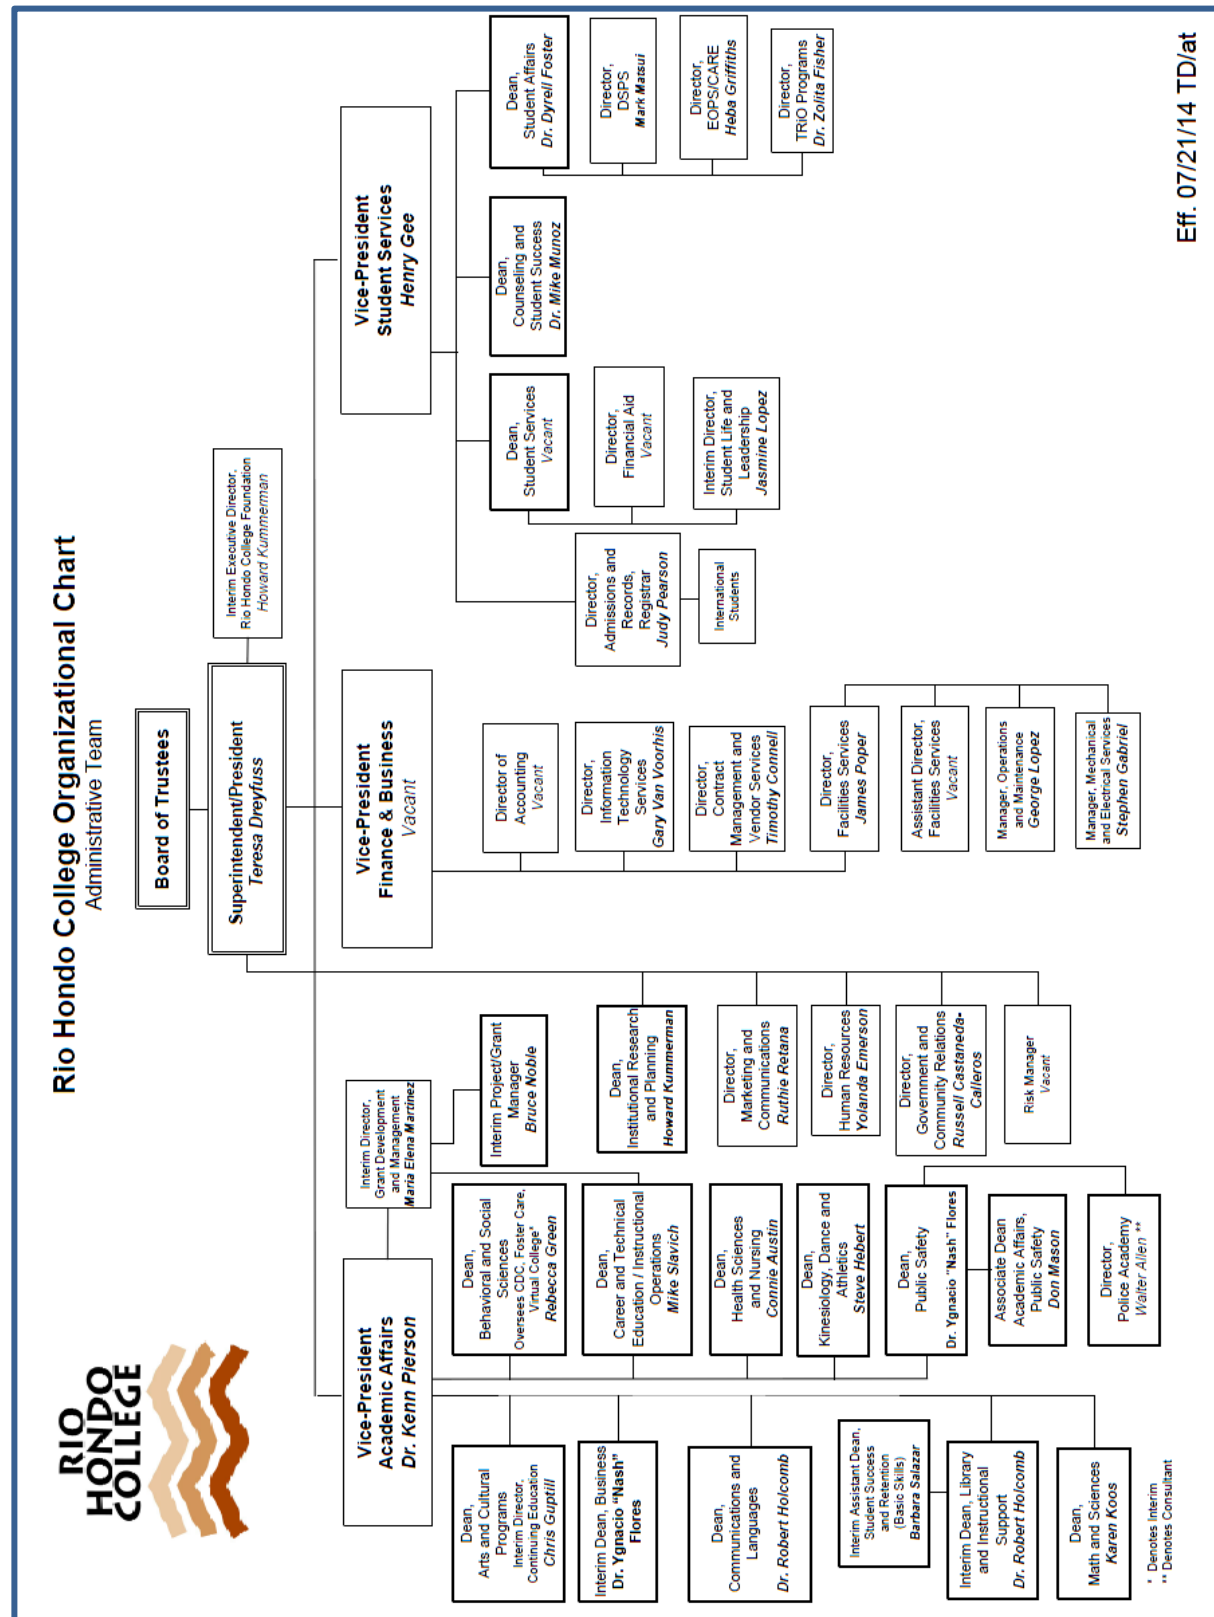 RIO
HONDO
COLLEGE
Rio Hondo College Organizational Chart
Administrative Team
Board of Trustees
Superintendent/President
Teresa Dreyfuss
Interim Executive Director,
Rio Hondo College Foundation
Howard Kummerman
Vice-President
Academic Affairs
Dr. Kenn Pierson
Interim Director,
Grant Development
and Management
Maria Elena Martinez
Interim Project/Grant
Manager
Bruce Noble
Vice-President
Finance & Business
Vacant
Vice-President
Student Services
Henry Gee
Dean,
Arts and Cultural
Programs
Interim Director,
Continuing Education
Chris Guptill
Interim Dean, Business
Dr. Ygnacio "Nash"
Flores
Dean,
Communications and
Languages
Dr. Robert Holcomb
Interim Assistant Dean,
Student Success
and Retention
(Basic Skills)
Barbara Salazar
Interim Dean, Library
and Instructional
Support
Dr. Robert Holcomb
Dean,
Math and Sciences
Karen Koos
Dean,
Behavioral and Social
Sciences
Oversees CDC, Foster Care,
Virtual College*
Rebecca Green
Dean,
Career and Technical
Education / Instructional
Operations
Mike Slavich
Dean,
Health Sciences
and Nursing
Connie Austin
Dean,
Kinesiology, Dance and
Athletics
Steve Hebert
Dean,
Public Safety
Dr. Ygnacio "Nash" Flores
Associate Dean
Academic Affairs,
Public Safety
Don Mason
Director,
Police Academy
Walter Allen **
Dean,
Institutional Research
and Planning
Howard Kummerman
Director,
Marketing and
Communications
Ruthie Retana
Director,
Human Resources
Yolanda Emerson
Director,
Government and
Community Relations
Russell Castaneda-
Calleros
Risk Manager
Vacant
Director of
Accounting
Vacant
Director,
Information
Technology
Services
Gary Van Voorhis
Director,
Contract
Management and
Vendor Services
Timothy Connell
Director,
Facilities Services
James Poper
Assistant Director,
Facilities Services
Vacant
Manager, Operations
and Maintenance
George Lopez
Manager, Mechanical
and Electrical Services
Stephen Gabriel
Director,
Admissions and
Records,
Registrar
Judy Pearson
International
Students
Dean,
Student Services
Vacant
Director,
Financial Aid
Vacant
Interim Director,
Student Life and
Leadership
Jasmine Lopez
Dean,
Counseling and
Student Success
Dr. Mike Munoz
Dean,
Student Affairs
Dr. Dyrell Foster
Director,
DSPS
Mark Matsui
Director,
EOPS/CARE
Heba Griffiths
Director,
TRiO Programs
Dr. Zolita Fisher
* Denotes Interim
** Denotes Consultant
Eff. 07/21/14 TD/at